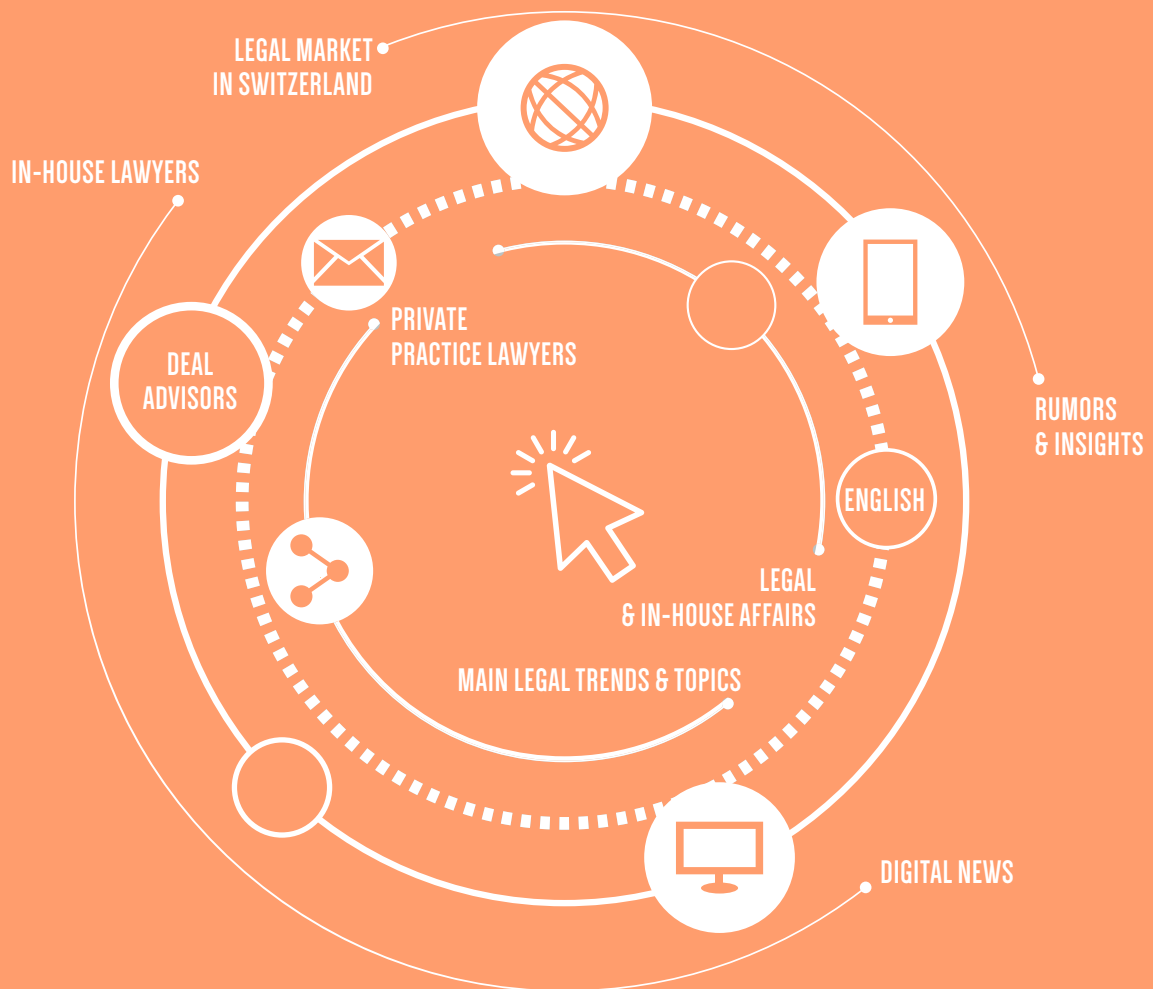 LEGAL MARKET
IN SWITZERLAND
IN-HOUSE LAWYERS
PRIVATE
PRACTICE LAWYERS
DEAL
ADVISORS
RUMORS
& INSIGHTS
ENGLISH
LEGAL
& IN-HOUSE AFFAIRS
MAIN LEGAL TRENDS & TOPICS
DIGITAL NEWS